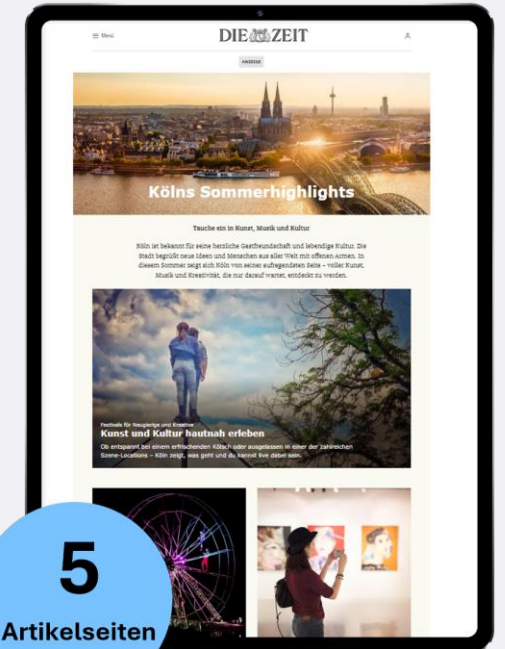 Menü
DIE ZEIT
ANZEIGE
Kölns Sommerhighlights
Tauche ein in Kunst, Musik und Kultur
Köln ist bekannt für seine herzliche Gastfreundschaft und lebendige Kultur. Die
Stadt begrüßt neue Ideen und Menschen aus aller Welt mit offenen Armen. In
diesem Sommer zeigt sich Köln von seiner aufregendsten Seite – voller Kunst,
Musik und Kreativität, die nur darauf wartet, entdeckt zu werden.
Festivals für Neugierige und Kreative
Kunst und Kultur hautnah erleben
Ob entspannt bei einem erfrischenden Kölsch oder ausgelassen in einer der zahlreichen
Szene-Locations – Köln zeigt, was geht und du kannst live dabei sein.
5
Artikelseiten